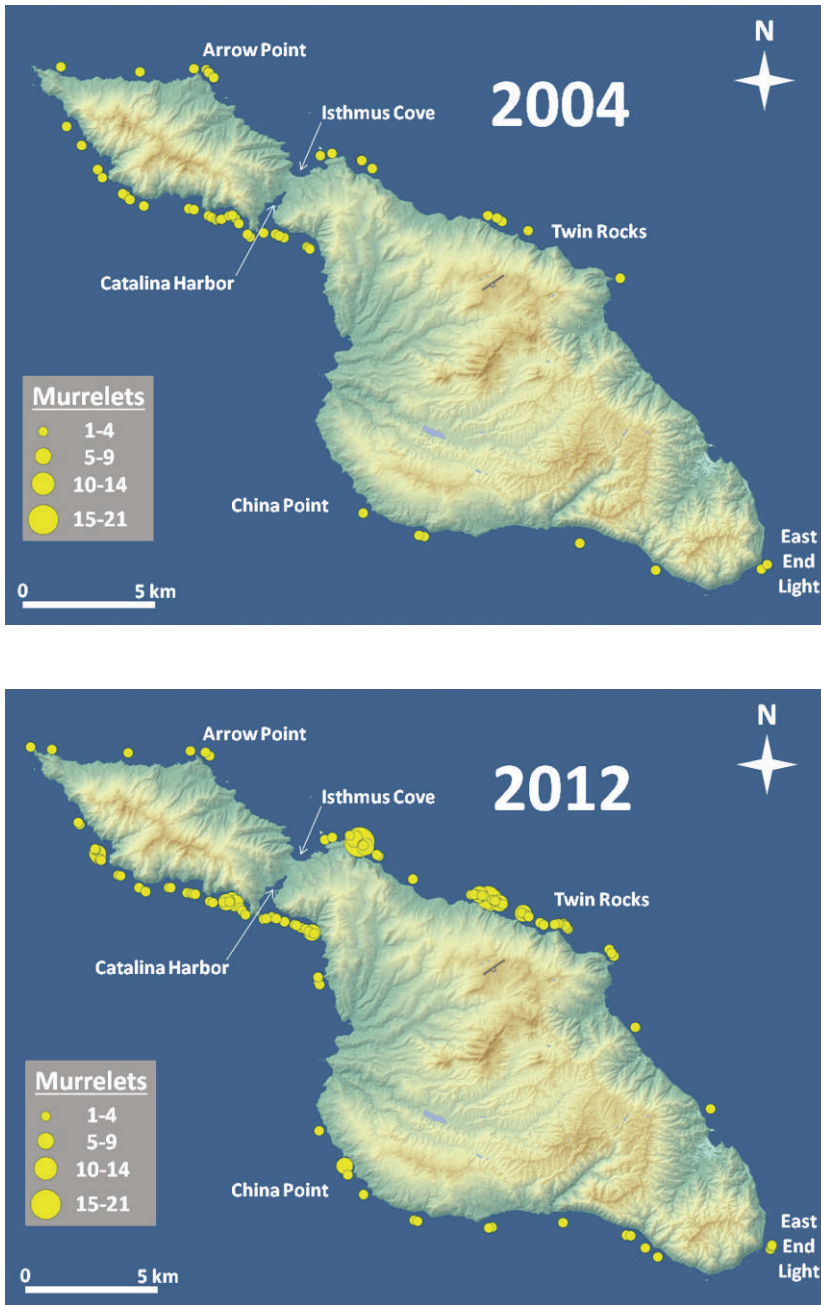 Arrow Point
N
Isthmus Cove
2004
Twin Rocks
Catalina Harbor
Murrelets
1-4
5-9
10-14
15-21
China Point
East
End
Light
0 5 km
Arrow Point
N
Isthmus Cove
2012
Twin Rocks
Catalina Harbor
Murrelets
1-4
5-9
10-14
15-21
China Point
East
End
Light
0 5 km